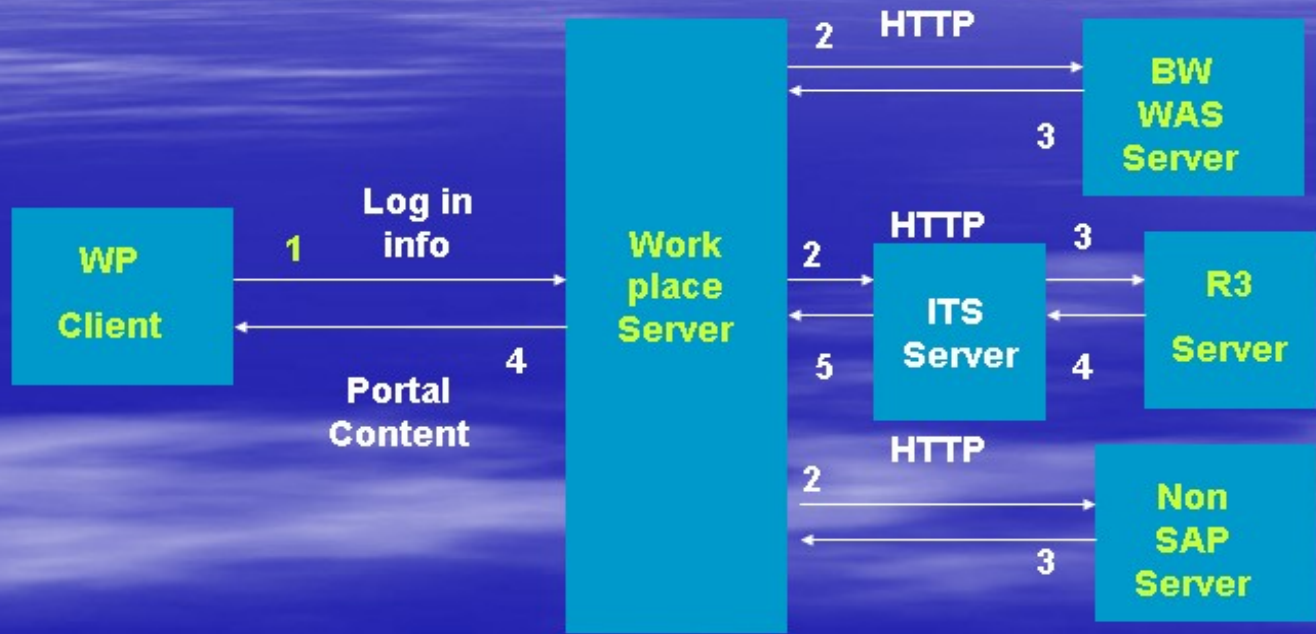 WP
Client
1
Log in
info
4
Portal
Content
Work
place
Server
2
HTTP
3
BW
WAS
Server
2
HTTP
3
ITS
Server
5
4
R3
Server
HTTP
2
3
Non
SAP
Server